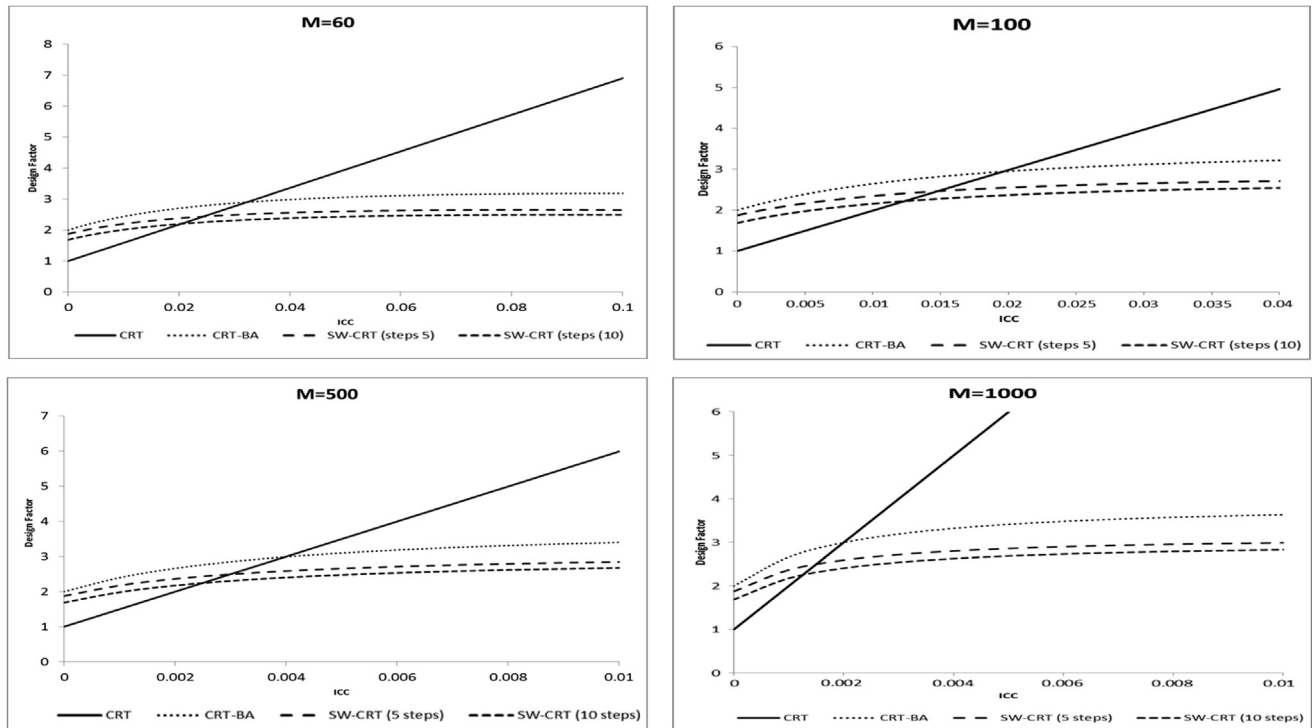 M=60
8
7
6
5
4
3
2
1
0
Design Factor
0 0.02 0.04 0.06 0.08 0.1
ICC
CRT CRT-BA SW-CRT (steps 5) SW-CRT (steps (10)
M=100
6
5
4
3
2
1
0
Design Factor
0 0.005 0.01 0.015 0.02 0.025 0.03 0.035 0.04
ICC
CRT CRT-BA SW-CRT (steps 5) SW-CRT (steps (10)
M=500
7
6
5
4
3
2
1
0
Design Factor
0 0.002 0.004 0.006 0.008 0.01
ICC
CRT CRT-BA SW-CRT (5 steps) SW-CRT (10 steps)
M=1000
6
5
4
3
2
1
0
Design Factor
0 0.002 0.004 0.006 0.008 0.01
ICC
CRT CRT-BA SW-CRT (5 steps) SW-CRT (10 steps)